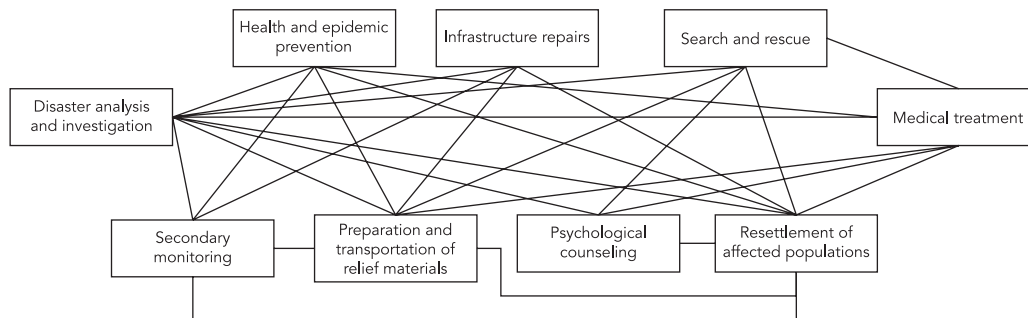 Health and epidemic
prevention
Infrastructure repairs
Search and rescue
Disaster analysis
and investigation
Medical treatment
Secondary
monitoring
Preparation and
transportation of
relief materials
Psychological
counseling
Resettlement of
affected populations